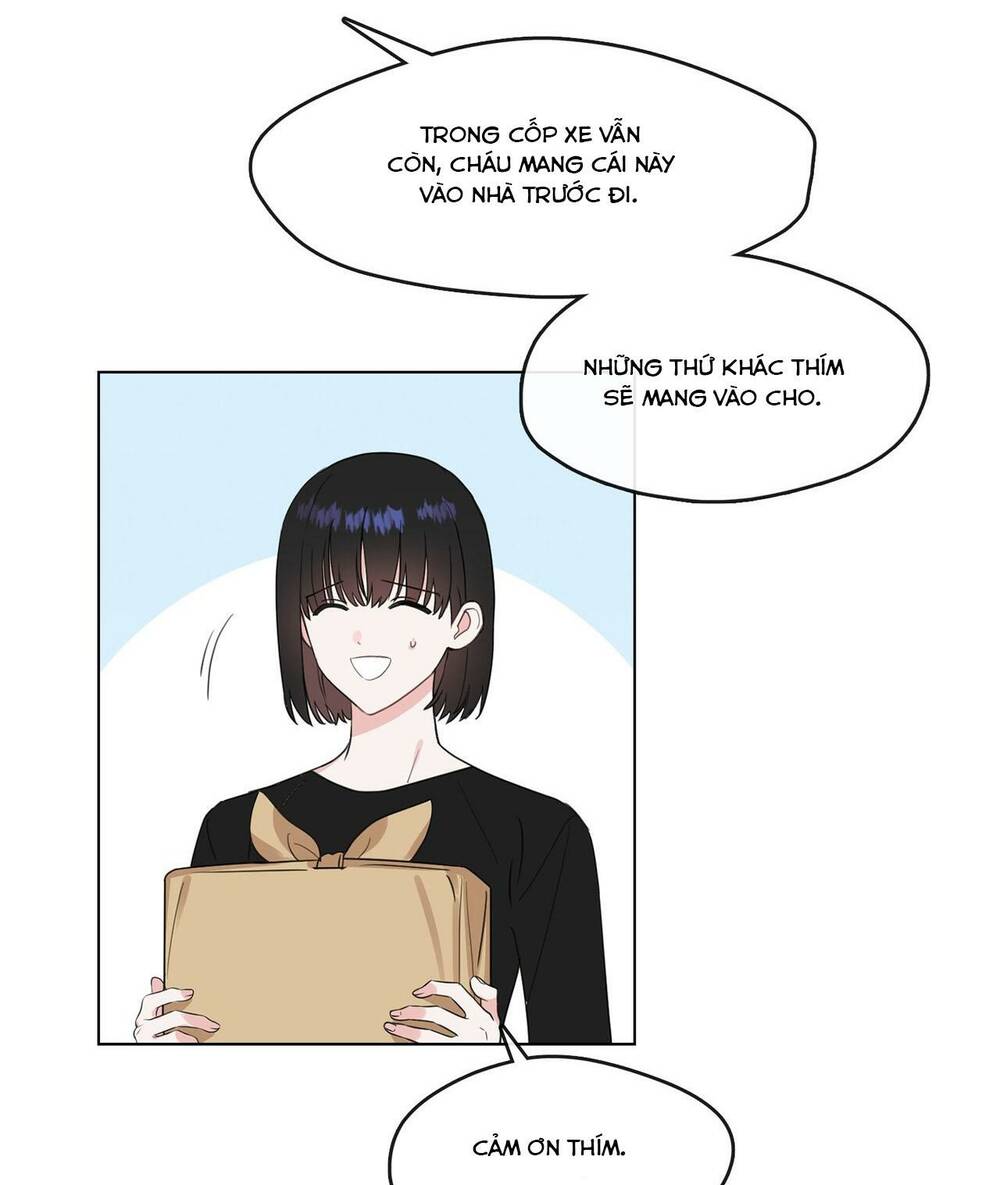 TRONG CỐP XE VẪN
CÒN, CHÁU MANG CÁI NÀY
VÀO NHÀ TRƯỚC ĐI.
NHỮNG THỨ KHÁC THÍM
SẼ MANG VÀO CHO.
CẢM ƠN THÍM.